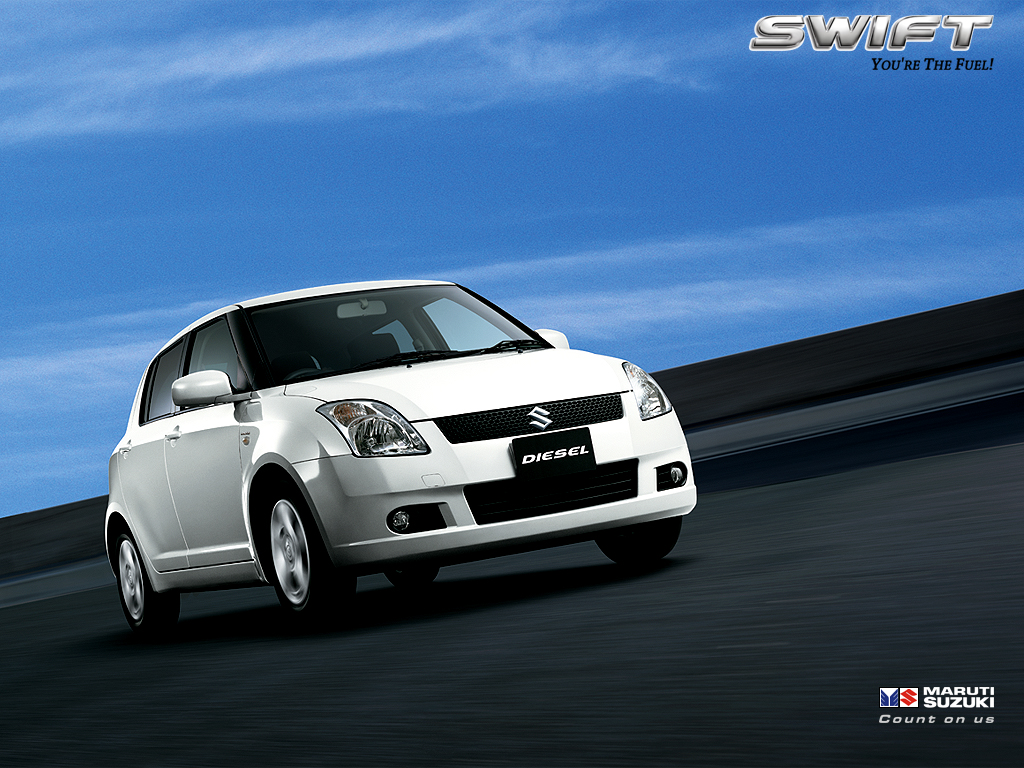 SWIFT
YOU'RE THE FUEL!
DIESEL
MARUTI
SUZUKI
Count on us